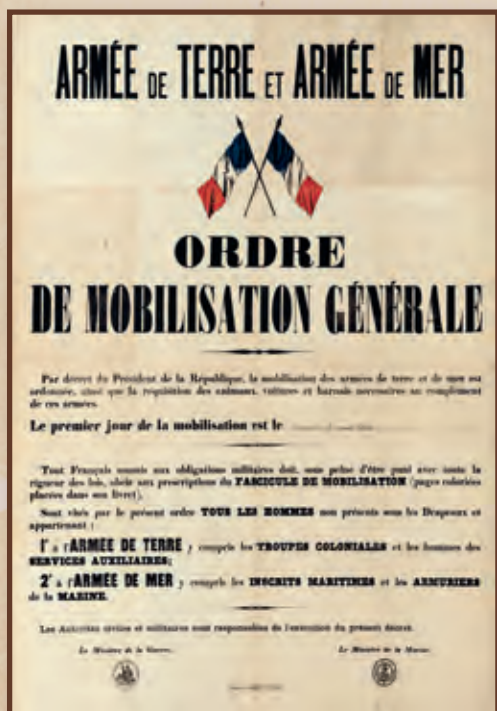 ARMÉE DE TERRE ET ARMÉE DE MER
ORDRE
DE MOBILISATION GÉNÉRALE
Par décret du Président de la République, la mobilisation des armées de terre et de mer est
ordonnée, ainsi que la réquisition des animaux, voitures et harnais nécessaires au complément
de ces armées.
Le premier jour de la mobilisation est le
Tout Français soumis aux obligations militaires doit, sous peine d'être puni avec toute la
rigueur des lois, obéir aux prescriptions du FASCICULE DE MOBILISATION (pages coloriées
placées dans son livret).
Sont visés par le présent ordre TOUS LES HOMMES non présents sous les Drapeaux et
appartenant :
1° à l'ARMÉE DE TERRE y compris les TROUPES COLONIALES et les hommes des
SERVICES AUXILIAIRES;
2° à l'ARMÉE DE MER y compris les INSCRITS MARITIMES et les ARMURIERS
de la MARINE.
Les Autorités civiles et militaires sont responsables de l'exécution du présent décret.
Le Ministre de la Guerre, Le Ministre de la Marine,